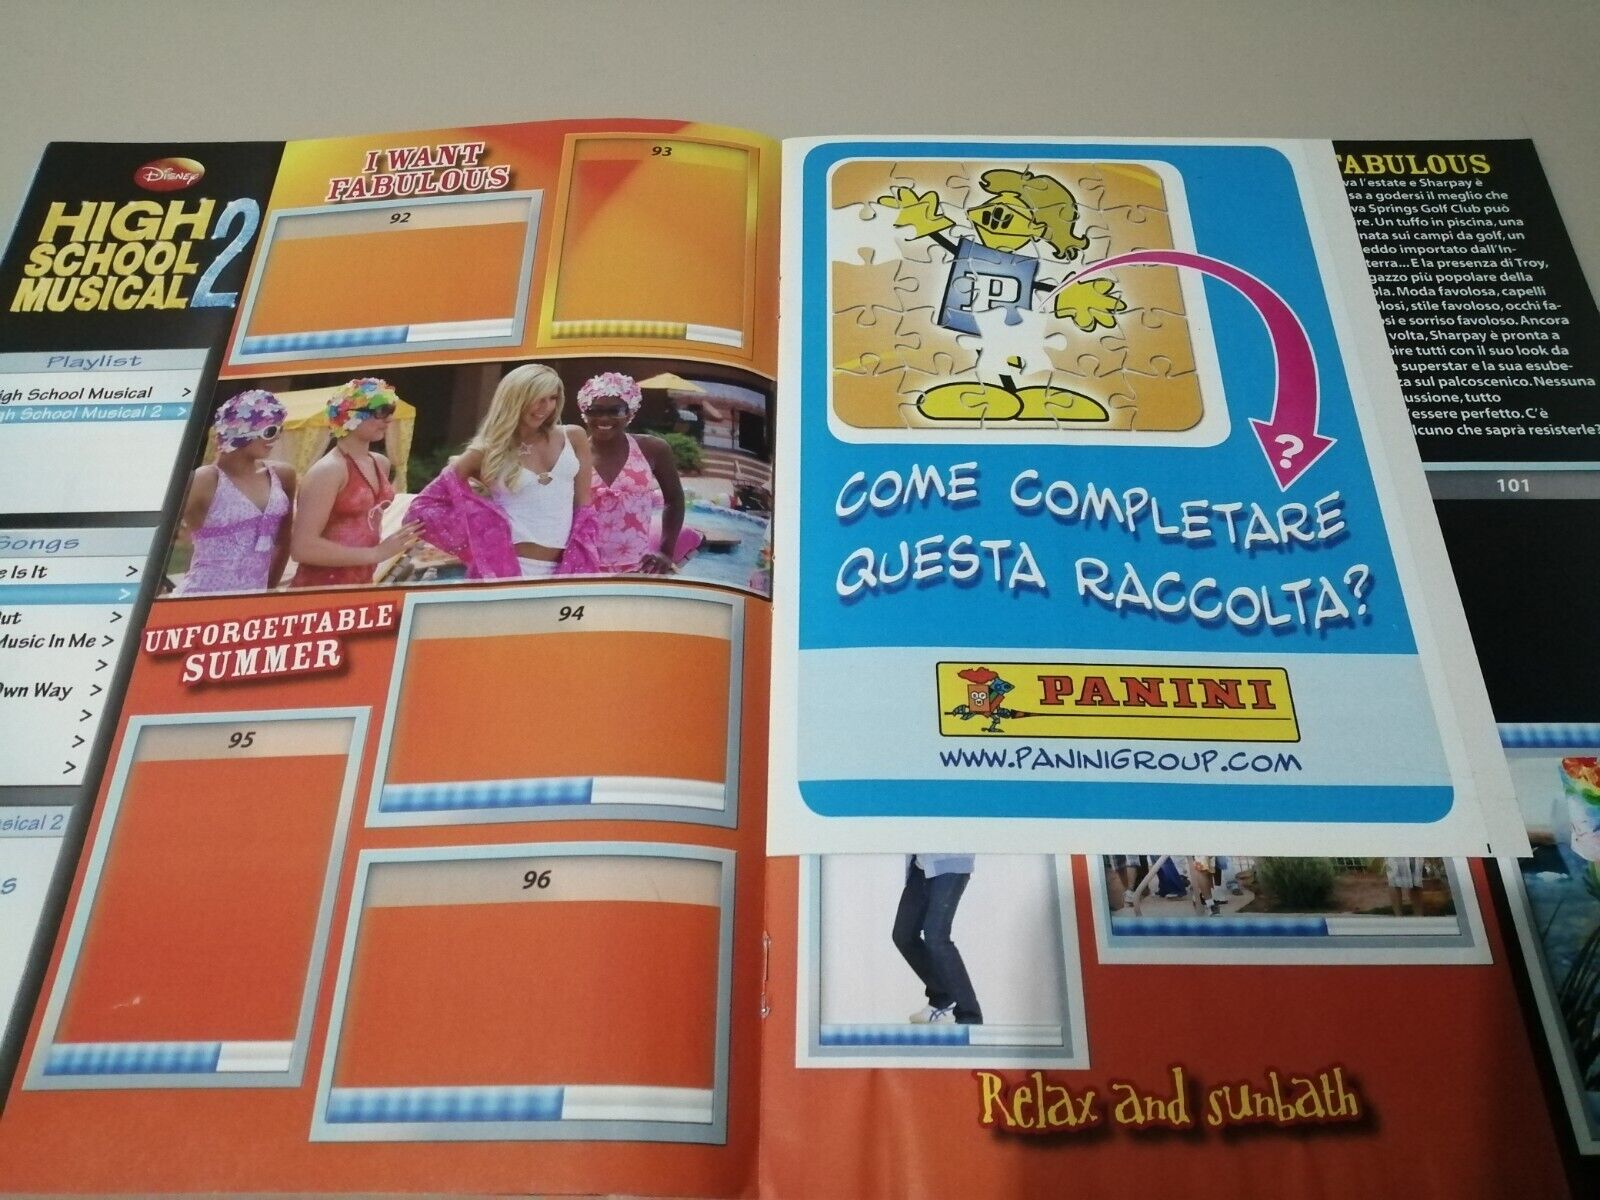 Disney
HIGH
SCHOOL
MUSICAL 2
Playlist
igh School Musical >
igh School Musical 2 >
Songs
e Is It >
>
ut >
Music In Me >
>
Own Way >
>
>
>
sical 2
s
I WANT
FABULOUS
92
93
UNFORGETTABLE
SUMMER
94
95
96
P
?
COME COMPLETARE
QUESTA RACCOLTA?
PANINI
WWW.PANINIGROUP.COM
FABULOUS
va l'estate e Sharpay è
sa a godersi il meglio che
va Springs Golf Club può
re. Un tuffo in piscina, una
nata sui campi da golf, un
eddo importato dall'In-
terra... E la presenza di Troy,
gazzo più popolare della
ola. Moda favolosa, capelli
olosi, stile favoloso, occhi fa-
si e sorriso favoloso. Ancora
volta, Sharpay è pronta a
pire tutti con il suo look da
superstar e la sua esube-
za sul palcoscenico. Nessuna
ussione, tutto
'essere perfetto. C'è
lcuno che saprà resisterle?
101
Relax and sunbath